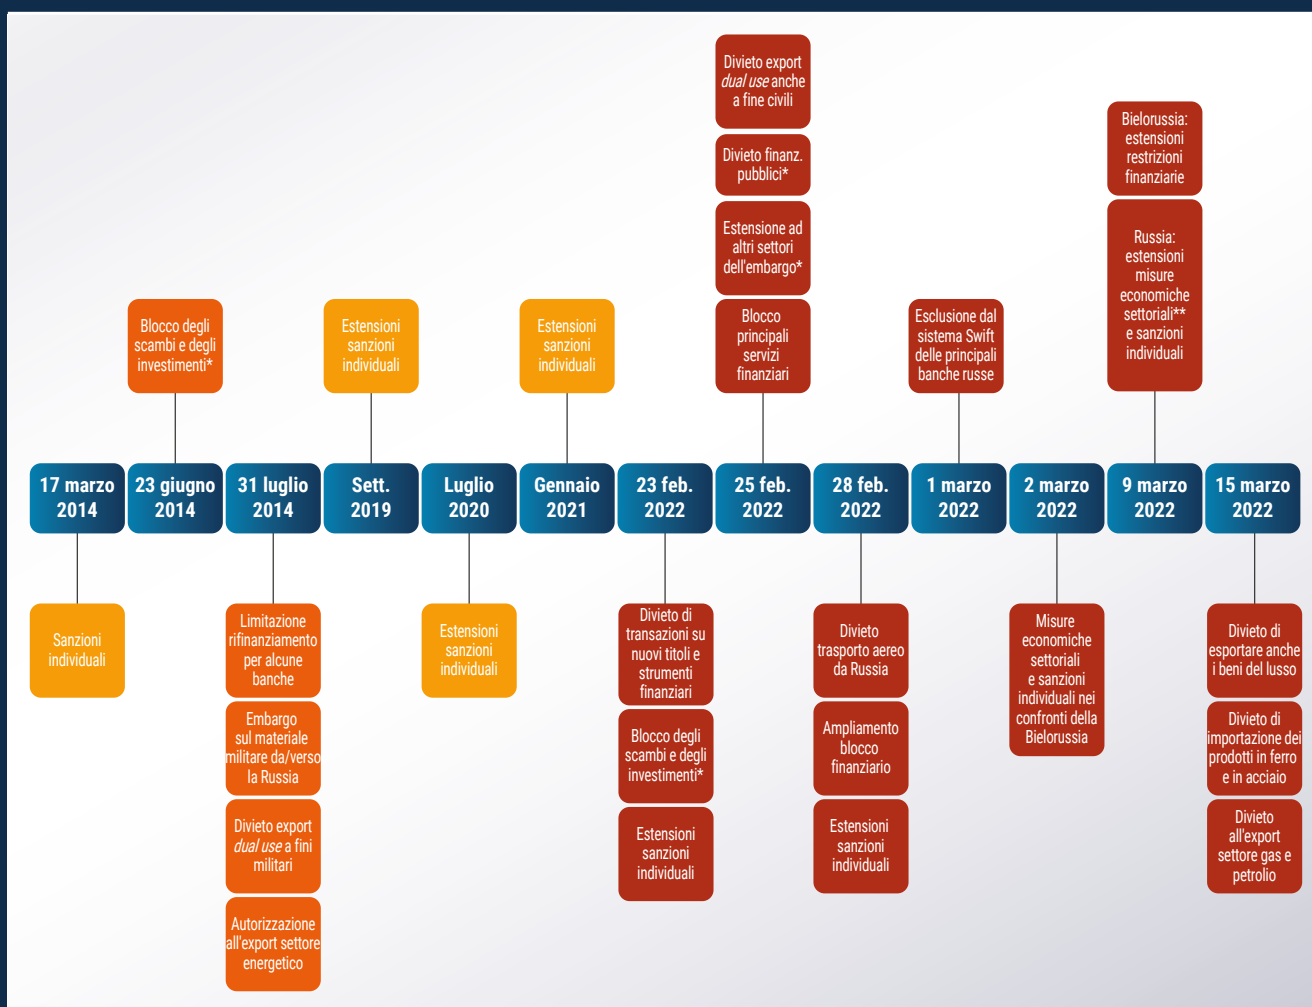 Divieto export
dual use anche
a fine civili
Divieto finanz.
pubblici*
Estensione ad
altri settori
dell'embargo*
Blocco
principali
servizi
finanziari
Bielorussia:
estensioni
restrizioni
finanziarie
Russia:
estensioni
misure
economiche
settoriali**
e sanzioni
individuali
Blocco degli
scambi e degli
investimenti*
Estensioni
sanzioni
individuali
Estensioni
sanzioni
individuali
Esclusione dal
sistema Swift
delle principali
banche russe
17 marzo
2014
23 giugno
2014
31 luglio
2014
Sett.
2019
Luglio
2020
Gennaio
2021
23 feb.
2022
25 feb.
2022
28 feb.
2022
1 marzo
2022
2 marzo
2022
9 marzo
2022
15 marzo
2022
Sanzioni
individuali
Limitazione
rifinanziamento
per alcune
banche
Embargo
sul materiale
militare da/verso
la Russia
Divieto export
dual use a fini
militari
Autorizzazione
all'export settore
energetico
Estensioni
sanzioni
individuali
Divieto di
transazioni su
nuovi titoli e
strumenti
finanziari
Blocco degli
scambi e degli
investimenti*
Estensioni
sanzioni
individuali
Divieto
trasporto aereo
da Russia
Ampliamento
blocco
finanziario
Estensioni
sanzioni
individuali
Misure
economiche
settoriali
e sanzioni
individuali nei
confronti della
Bielorussia
Divieto di
esportare anche
i beni del lusso
Divieto di
importazione dei
prodotti in ferro
e in acciaio
Divieto
all'export
settore gas e
petrolio